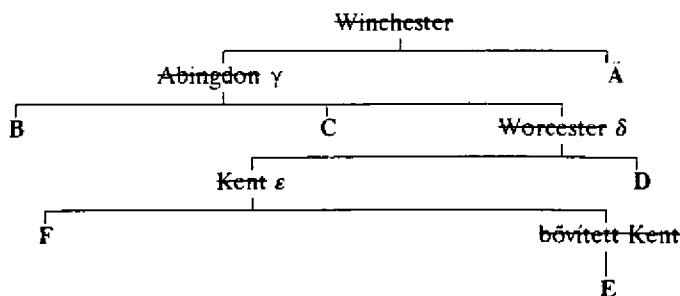 Winchester
Abingdon γ A
B C Worcester δ
Kent ε D
F bővített Kent
E